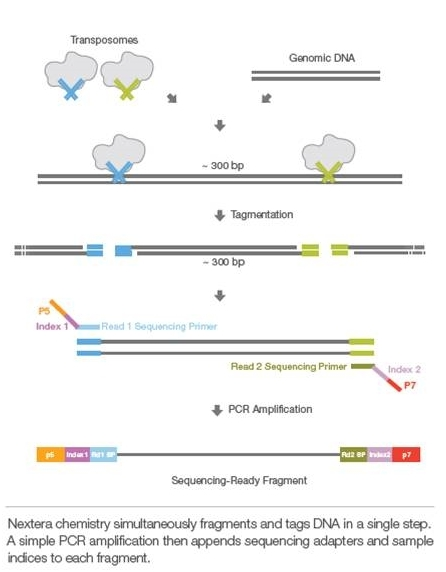 Transposomes
Genomic DNA
~ 300 bp
Tagmentation
~ 300 bp
P5
Index 1
Read 1 Sequencing Primer
Read 2 Sequencing Primer
Index 2
P7
PCR Amplification
p5 Index1 Rd1 SP
Rd2 SP Index2 p7
Sequencing-Ready Fragment
Nextera chemistry simultaneously fragments and tags DNA in a single step.
A simple PCR amplification then appends sequencing adapters and sample
indices to each fragment.